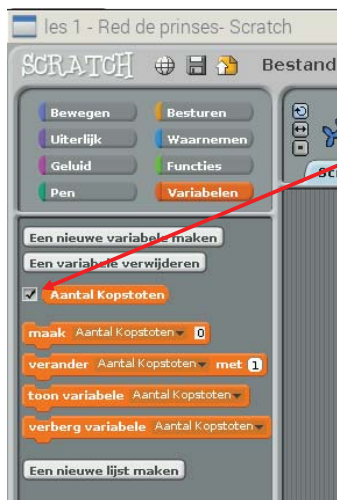 les 1 - Red de prinses- Scratch
SCRATCH Bestand
Bewegen Besturen
Uiterlijk Waarnemen
Geluid Functies
Pen Variabelen
Een nieuwe variabele maken
Een variabele verwijderen
Aantal Kopstoten
maak Aantal Kopstoten 0
verander Aantal Kopstoten met 1
toon variabele Aantal Kopstoten
verberg variabele Aantal Kopstoten
Een nieuwe lijst maken